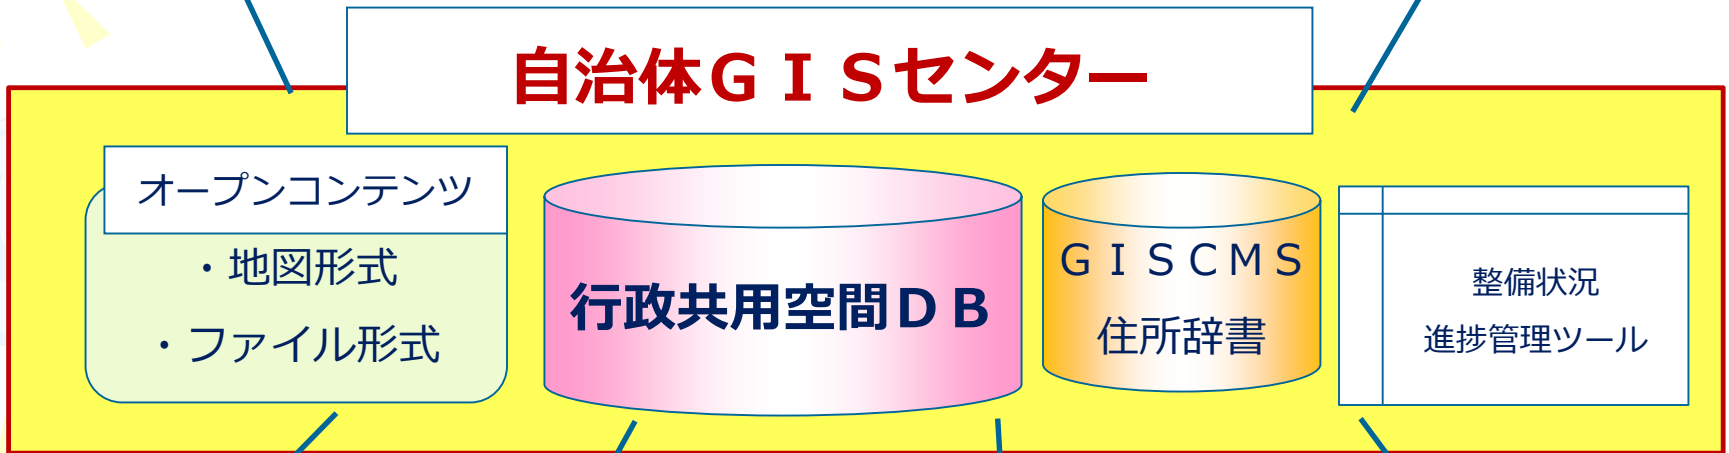 自治体ＧＩＳセンター
オープンコンテンツ
・地図形式
・ファイル形式
行政共用空間ＤＢ
ＧＩＳＣＭＳ
住所辞書
整備状況
進捗管理ツール